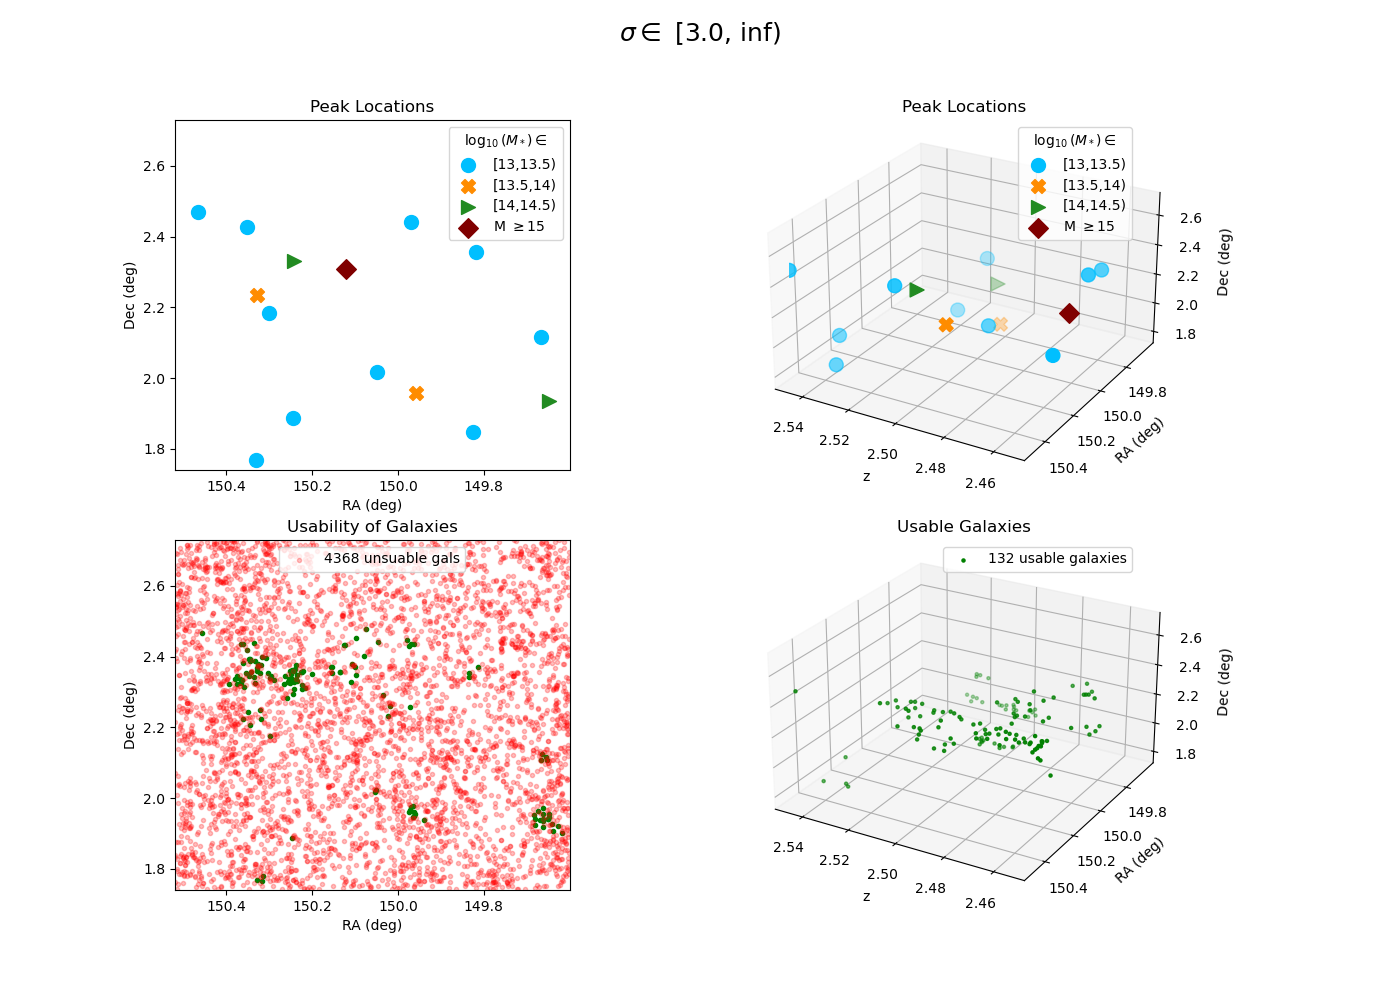 σ ∈ [3.0, inf)
Peak Locations
log₁₀(M*) ∈
[13,13.5)
[13.5,14)
[14,14.5)
M ≥15
2.6
2.4
2.2
2.0
1.8
Dec (deg)
150.4 150.2 150.0 149.8
RA (deg)
Peak Locations
log₁₀(M*) ∈
[13,13.5)
[13.5,14)
[14,14.5)
M ≥15
2.6
2.4
2.2
2.0
1.8
Dec (deg)
149.8
150.0
150.2
150.4
RA (deg)
2.54
2.52
2.50
2.48
2.46
z
Usability of Galaxies
4368 unsuable gals
2.6
2.4
2.2
2.0
1.8
Dec (deg)
150.4 150.2 150.0 149.8
RA (deg)
Usable Galaxies
132 usable galaxies
2.6
2.4
2.2
2.0
1.8
Dec (deg)
149.8
150.0
150.2
150.4
RA (deg)
2.54
2.52
2.50
2.48
2.46
z